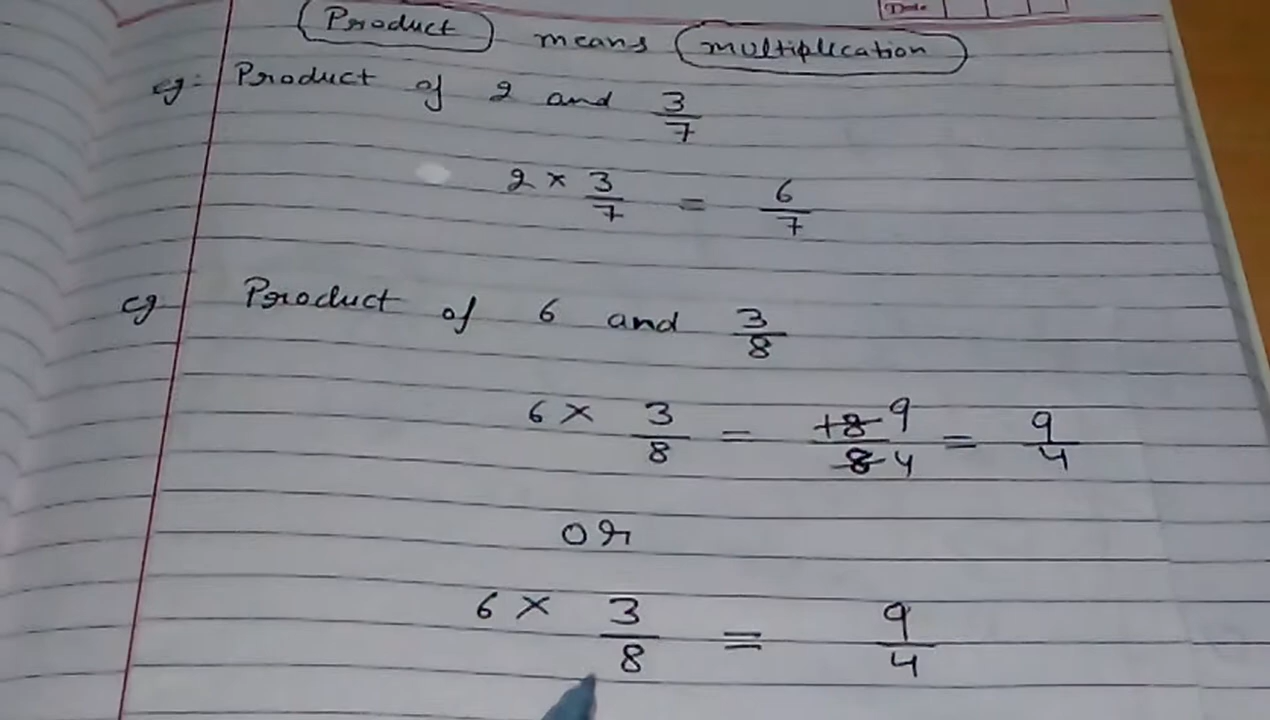 Date
Product means multiplication
eg:- Product of 2 and 3/7
2 × 3/7 = 6/7
eg Product of 6 and 3/8
6 × 3/8 = 18 9/8 4 = 9/4
or
6 × 3/8 = 9/4